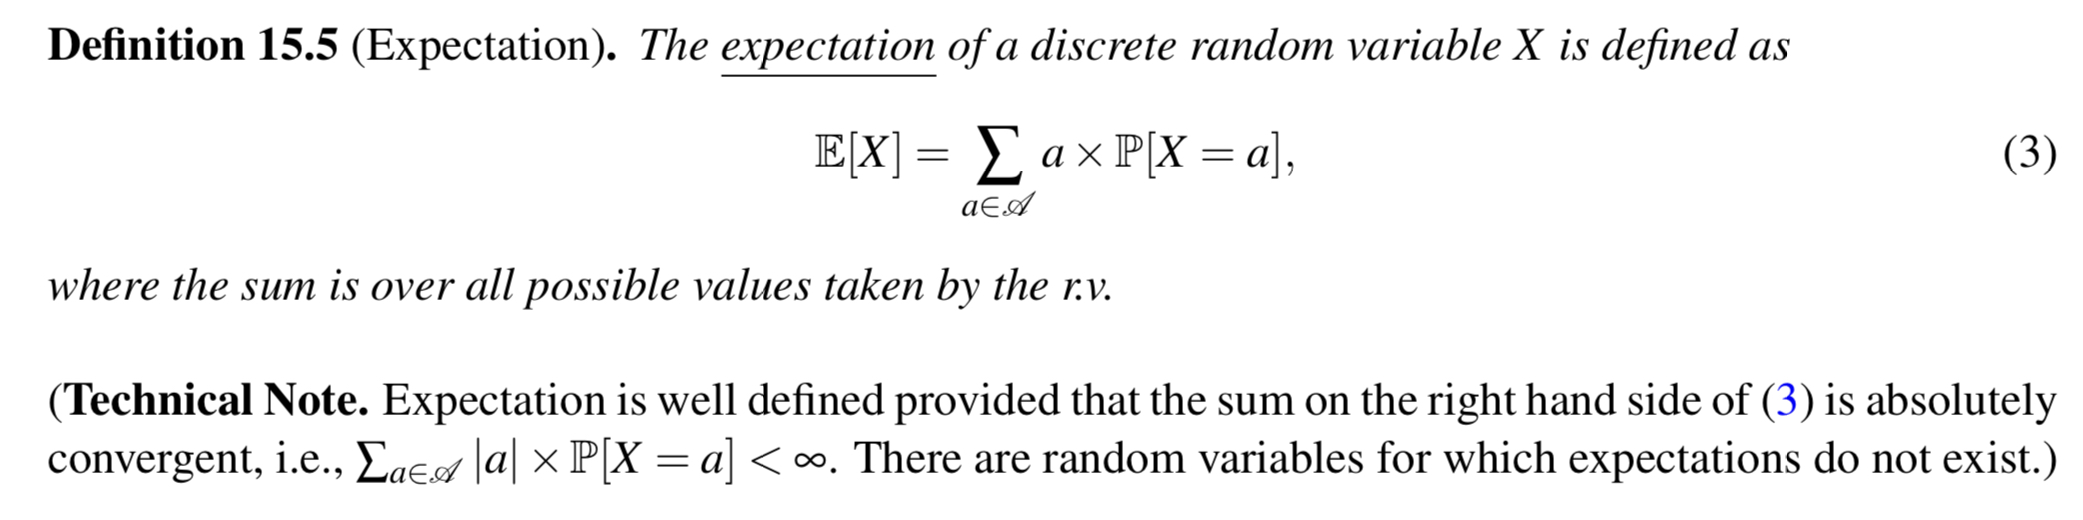 Definition 15.5 (Expectation). The expectation of a discrete random variable X is defined as
𝔼[X] = ∑_{a∈𝒜} a × ℙ[X = a], (3)
where the sum is over all possible values taken by the r.v.
(Technical Note. Expectation is well defined provided that the sum on the right hand side of (3) is absolutely
convergent, i.e., ∑_{a∈𝒜} |a| × ℙ[X = a] < ∞. There are random variables for which expectations do not exist.)